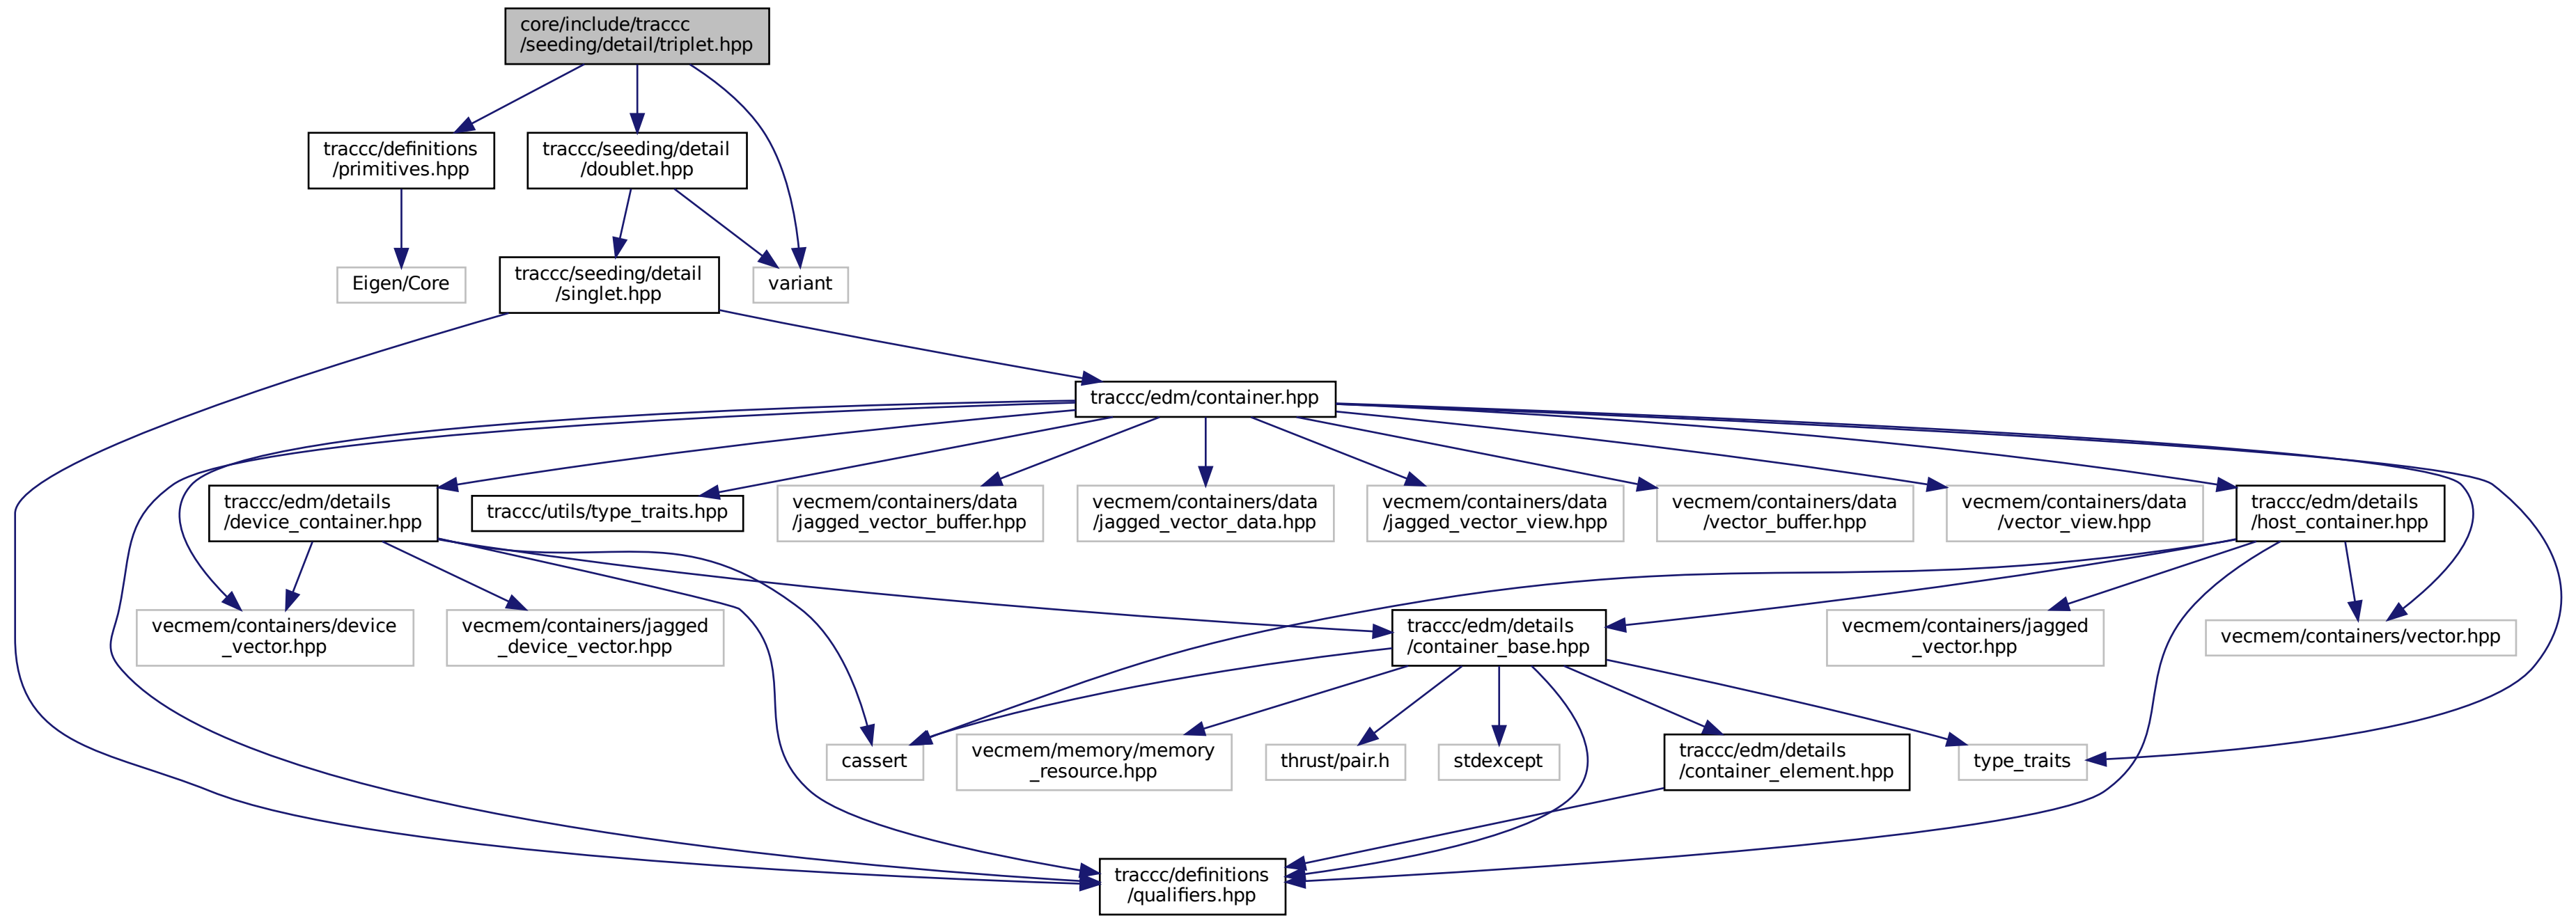 core/include/traccc
/seeding/detail/triplet.hpp
traccc/definitions
/primitives.hpp
traccc/seeding/detail
/doublet.hpp
Eigen/Core
traccc/seeding/detail
/singlet.hpp
variant
traccc/edm/container.hpp
traccc/edm/details
/device_container.hpp
traccc/utils/type_traits.hpp
vecmem/containers/data
/jagged_vector_buffer.hpp
vecmem/containers/data
/jagged_vector_data.hpp
vecmem/containers/data
/jagged_vector_view.hpp
vecmem/containers/data
/vector_buffer.hpp
vecmem/containers/data
/vector_view.hpp
traccc/edm/details
/host_container.hpp
vecmem/containers/device
_vector.hpp
vecmem/containers/jagged
_device_vector.hpp
traccc/edm/details
/container_base.hpp
vecmem/containers/jagged
_vector.hpp
vecmem/containers/vector.hpp
cassert
vecmem/memory/memory
_resource.hpp
thrust/pair.h
stdexcept
traccc/edm/details
/container_element.hpp
type_traits
traccc/definitions
/qualifiers.hpp